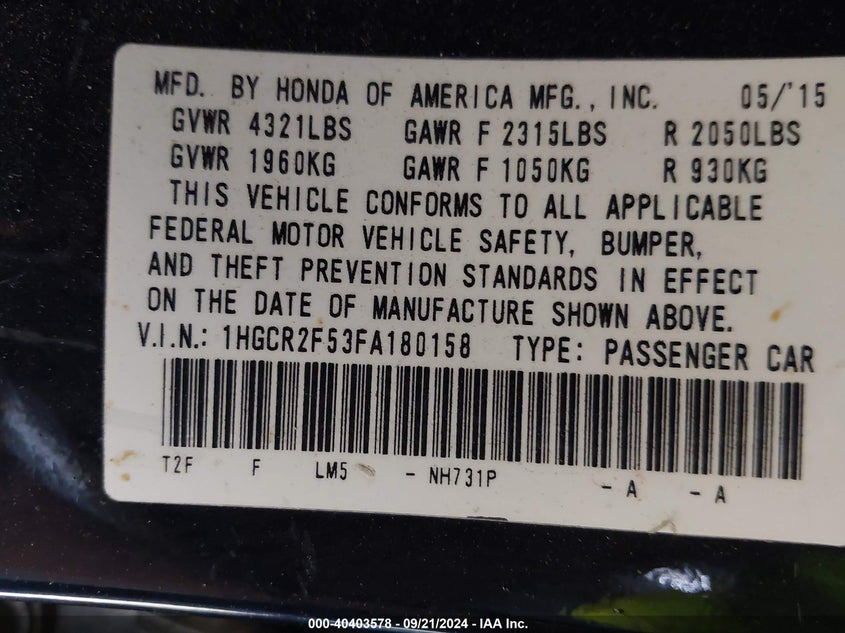 MFD. BY HONDA OF AMERICA MFG., INC. 05/'15
GVWR 4321LBS GAWR F 2315LBS R 2050LBS
GVWR 1960KG GAWR F 1050KG R 930KG
THIS VEHICLE CONFORMS TO ALL APPLICABLE
FEDERAL MOTOR VEHICLE SAFETY, BUMPER,
AND THEFT PREVENTION STANDARDS IN EFFECT
ON THE DATE OF MANUFACTURE SHOWN ABOVE.
V.I.N.: 1HGCR2F53FA180158 TYPE: PASSENGER CAR
T2F F LM5 - NH731P - A - A
000-40403578 - 09/21/2024 - IAA Inc.